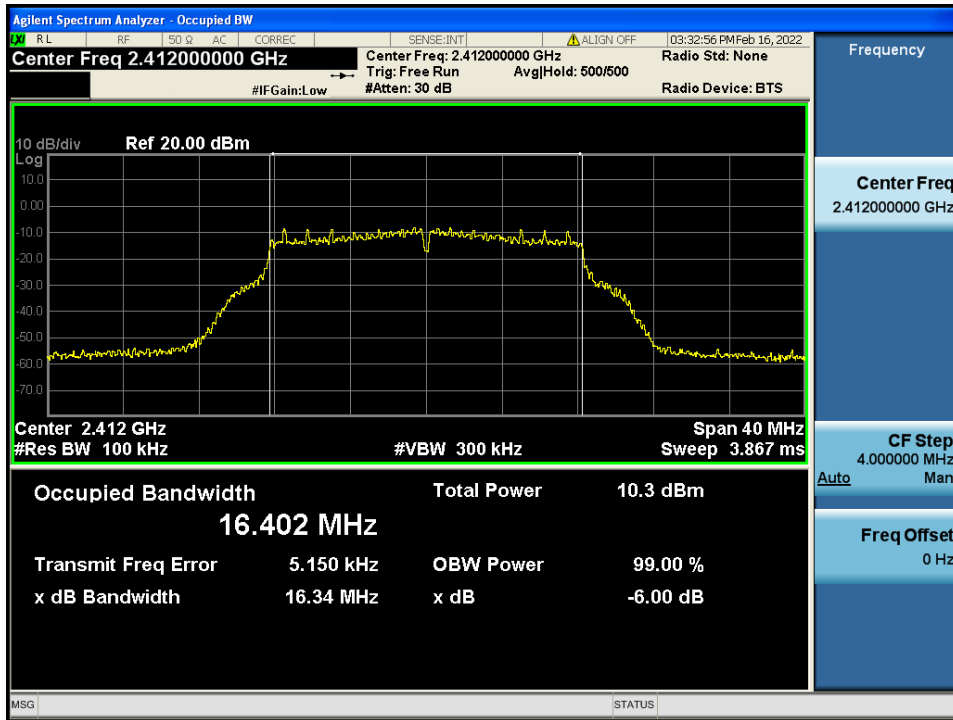 Agilent Spectrum Analyzer - Occupied BW
LXI RL RF 50 Ω AC CORREC SENSE:INT ALIGN OFF 03:32:56 PM Feb 16, 2022
Center Freq 2.412000000 GHz
Center Freq: 2.412000000 GHz
Radio Std: None
Trig: Free Run Avg|Hold: 500/500
#IFGain:Low #Atten: 30 dB Radio Device: BTS
10 dB/div Ref 20.00 dBm
Log
10.0
0.00
-10.0
-20.0
-30.0
-40.0
-50.0
-60.0
-70.0
Center 2.412 GHz Span 40 MHz
#Res BW 100 kHz #VBW 300 kHz Sweep 3.867 ms
Occupied Bandwidth Total Power 10.3 dBm
16.402 MHz
Transmit Freq Error 5.150 kHz OBW Power 99.00 %
x dB Bandwidth 16.34 MHz x dB -6.00 dB
Frequency
Center Freq
2.412000000 GHz
CF Step
4.000000 MHz
Auto Man
Freq Offset
0 Hz
MSG STATUS